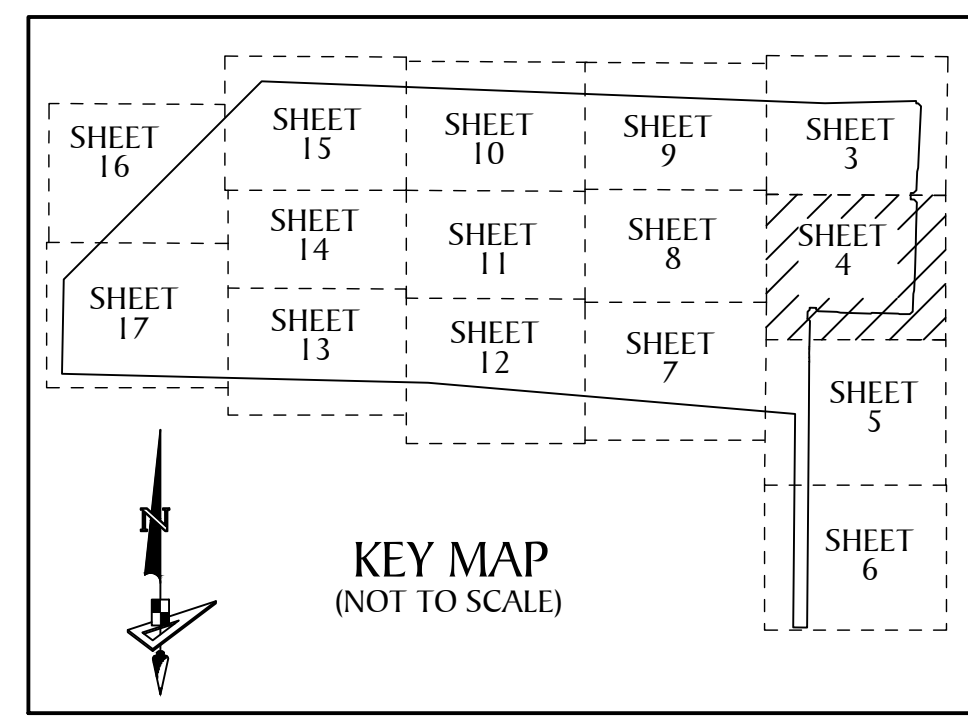 SHEET
16
SHEET
15
SHEET
10
SHEET
9
SHEET
3
SHEET
17
SHEET
14
SHEET
11
SHEET
8
SHEET
4
SHEET
13
SHEET
12
SHEET
7
SHEET
5
SHEET
6
N
KEY MAP
(NOT TO SCALE)